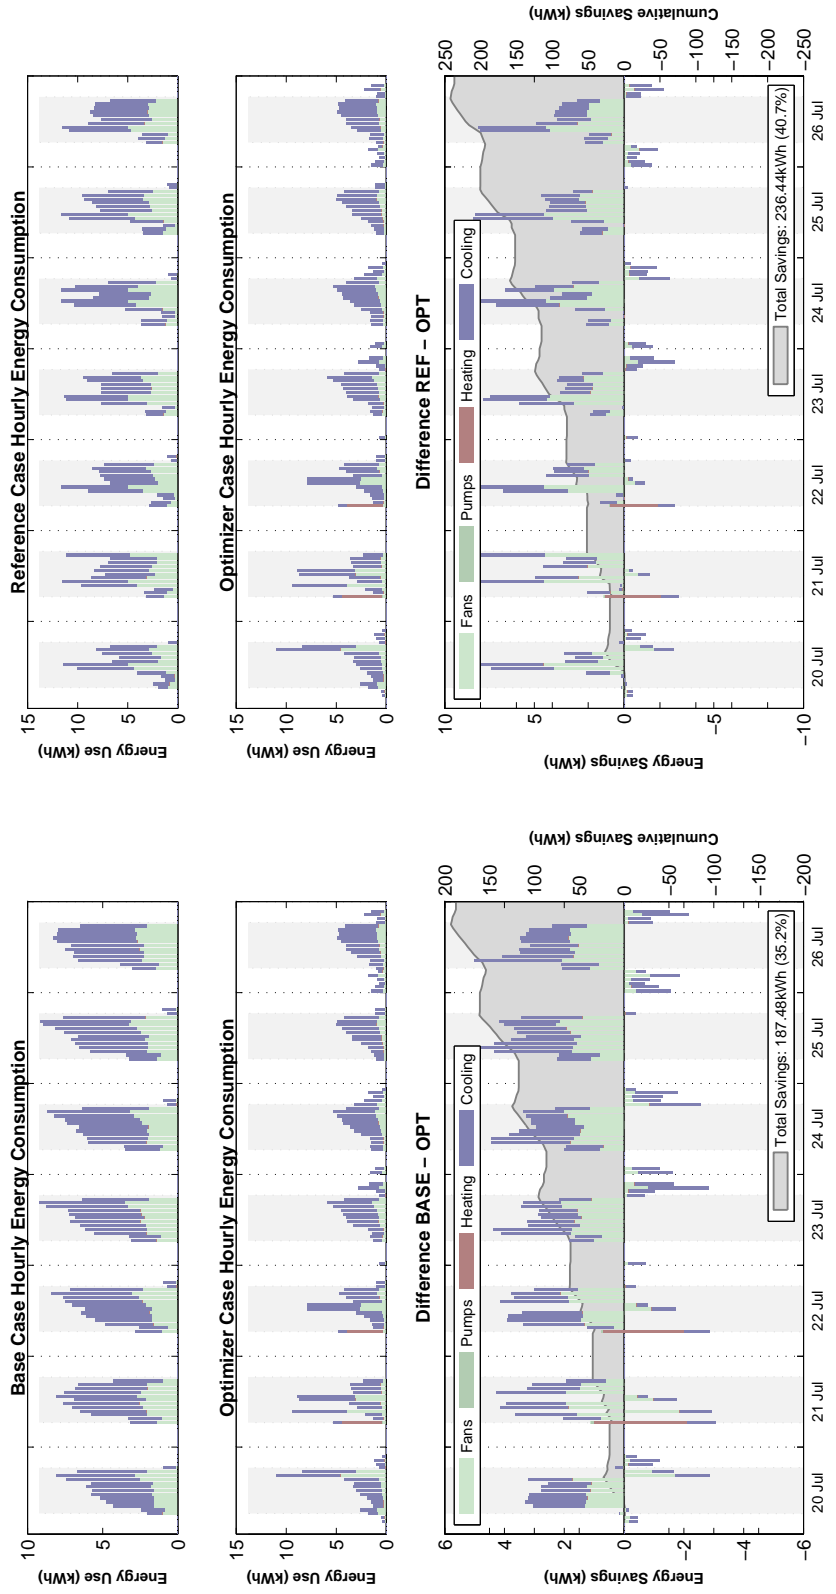 Base Case Hourly Energy Consumption
15
10
5
0
Energy Use (kWh)
Optimizer Case Hourly Energy Consumption
15
10
5
0
Energy Use (kWh)
Difference BASE – OPT
6
4
2
0
−2
−4
−6
Energy Savings (kWh)
200
150
100
50
0
−50
−100
−150
−200
Cumulative Savings (kWh)
Fans Pumps Heating Cooling
Total Savings: 187.48kWh (35.2%)
20 Jul 21 Jul 22 Jul 23 Jul 24 Jul 25 Jul 26 Jul
Reference Case Hourly Energy Consumption
15
10
5
0
Energy Use (kWh)
Optimizer Case Hourly Energy Consumption
15
10
5
0
Energy Use (kWh)
Difference REF – OPT
10
5
0
−5
−10
Energy Savings (kWh)
250
200
150
100
50
0
−50
−100
−150
−200
−250
Cumulative Savings (kWh)
Fans Pumps Heating Cooling
Total Savings: 236.44kWh (40.7%)
20 Jul 21 Jul 22 Jul 23 Jul 24 Jul 25 Jul 26 Jul